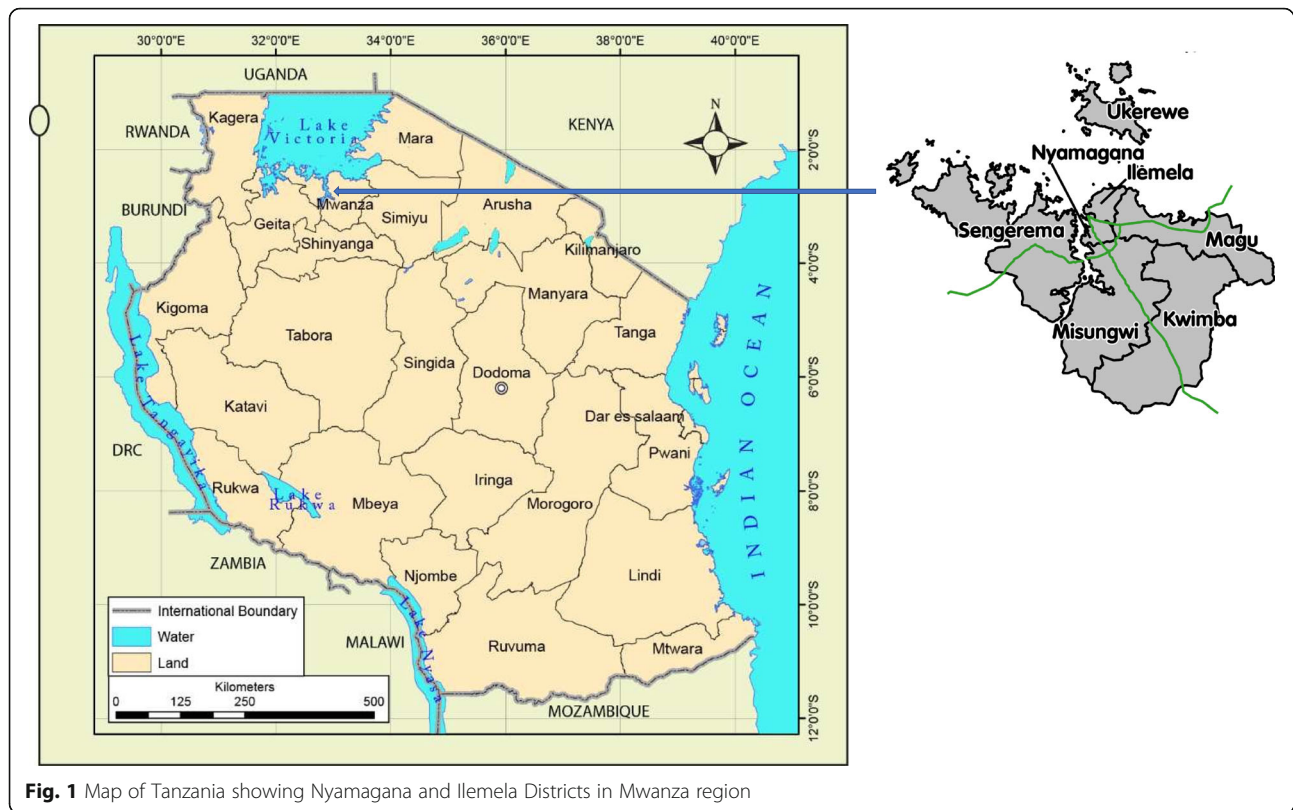 30°0'0"E 32°0'0"E 34°0'0"E 36°0'0"E 38°0'0"E 40°0'0"E
UGANDA
Kagera
Lake
Victoria
RWANDA
Mara
KENYA
N
2°0'0"S
BURUNDI
Mwanza
Geita
Simiyu
Arusha
Shinyanga
Kilimanjaro
4°0'0"S
Kigoma
Manyara
Tabora
Tanga
Singida
Dodoma
6°0'0"S
Lake Tangayika
Katavi
Dar es salaam
DRC
Pwani
INDIAN OCEAN
Rukwa
Lake
Rukwa
Iringa
Mbeya
Morogoro
8°0'0"S
ZAMBIA
Njombe
Lindi
10°0'0"S
MALAWI
Lake Nyasa
Ruvuma
Mtwara
MOZAMBIQUE
12°0'0"S
International Boundary
Water
Land
Kilometers
0 125 250 500
Ukerewe
Nyamagana
Ilemela
Sengerema
Magu
Kwimba
Misungwi
Fig. 1 Map of Tanzania showing Nyamagana and Ilemela Districts in Mwanza region